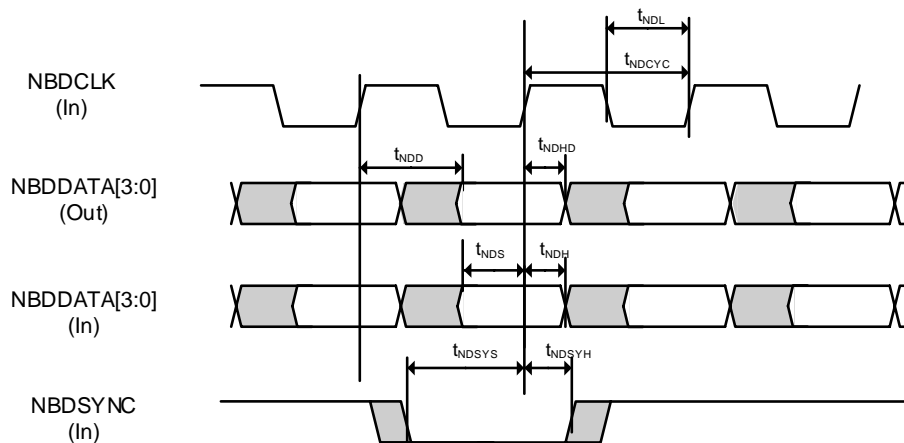 tNDL
tNDCYC
NBDCLK
(In)
tNDD
tNDHD
NBDDATA[3:0]
(Out)
tNDS
tNDH
NBDDATA[3:0]
(In)
tNDSYS
tNDSYH
NBDSYNC
(In)